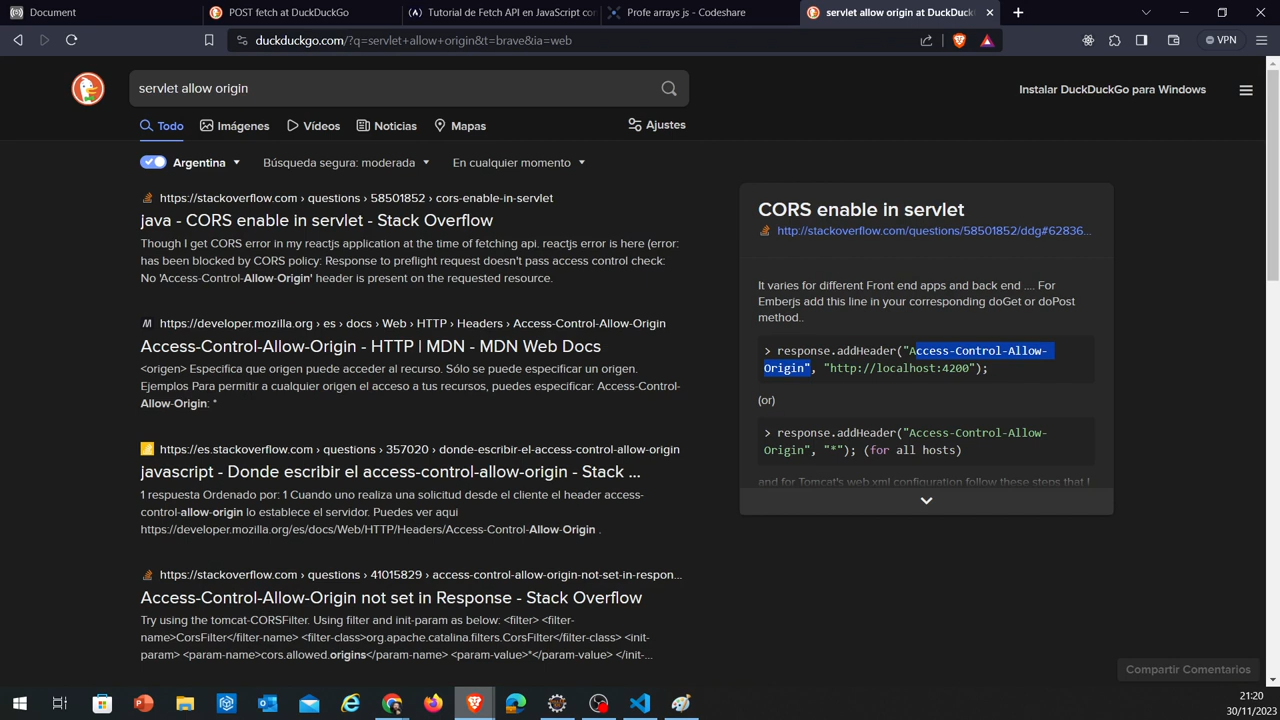 Document
POST fetch at DuckDuckGo
Tutorial de Fetch API en JavaScript co
Profe arrays js - Codeshare
servlet allow origin at DuckDuck
duckduckgo.com/?q=servlet+allow+origin&t=brave&ia=web
VPN
servlet allow origin
Instalar DuckDuckGo para Windows
Todo
Imágenes
Vídeos
Noticias
Mapas
Ajustes
Argentina
Búsqueda segura: moderada
En cualquier momento
https://stackoverflow.com › questions › 58501852 › cors-enable-in-servlet
java - CORS enable in servlet - Stack Overflow
Though I get CORS error in my reactjs application at the time of fetching api. reactjs error is here (error:
has been blocked by CORS policy: Response to preflight request doesn't pass access control check:
No 'Access-Control-Allow-Origin' header is present on the requested resource.
M https://developer.mozilla.org › es › docs › Web › HTTP › Headers › Access-Control-Allow-Origin
Access-Control-Allow-Origin - HTTP | MDN - MDN Web Docs
<origen> Especifica que origen puede acceder al recurso. Sólo se puede especificar un origen.
Ejemplos Para permitir a cualquier origen el acceso a tus recursos, puedes especificar: Access-Control-
Allow-Origin: *
https://es.stackoverflow.com › questions › 357020 › donde-escribir-el-access-control-allow-origin
javascript - Donde escribir el access-control-allow-origin - Stack ...
1 respuesta Ordenado por: 1 Cuando uno realiza una solicitud desde el cliente el header access-
control-allow-origin lo establece el servidor. Puedes ver aqui
https://developer.mozilla.org/es/docs/Web/HTTP/Headers/Access-Control-Allow-Origin .
https://stackoverflow.com › questions › 41015829 › access-control-allow-origin-not-set-in-respon...
Access-Control-Allow-Origin not set in Response - Stack Overflow
Try using the tomcat-CORSFilter. Using filter and init-param as below: <filter> <filter-
name>CorsFilter</filter-name> <filter-class>org.apache.catalina.filters.CorsFilter</filter-class> <init-
param> <param-name>cors.allowed.origins</param-name> <param-value>*</param-value> </init-...
CORS enable in servlet
http://stackoverflow.com/questions/58501852/ddg#62836...
It varies for different Front end apps and back end .... For
Emberjs add this line in your corresponding doGet or doPost
method..
> response.addHeader("Access-Control-Allow-
Origin", "http://localhost:4200");
(or)
> response.addHeader("Access-Control-Allow-
Origin", "*"); (for all hosts)
and for Tomcat's web xml configuration follow these steps that I
Compartir Comentarios
21:20
30/11/2023